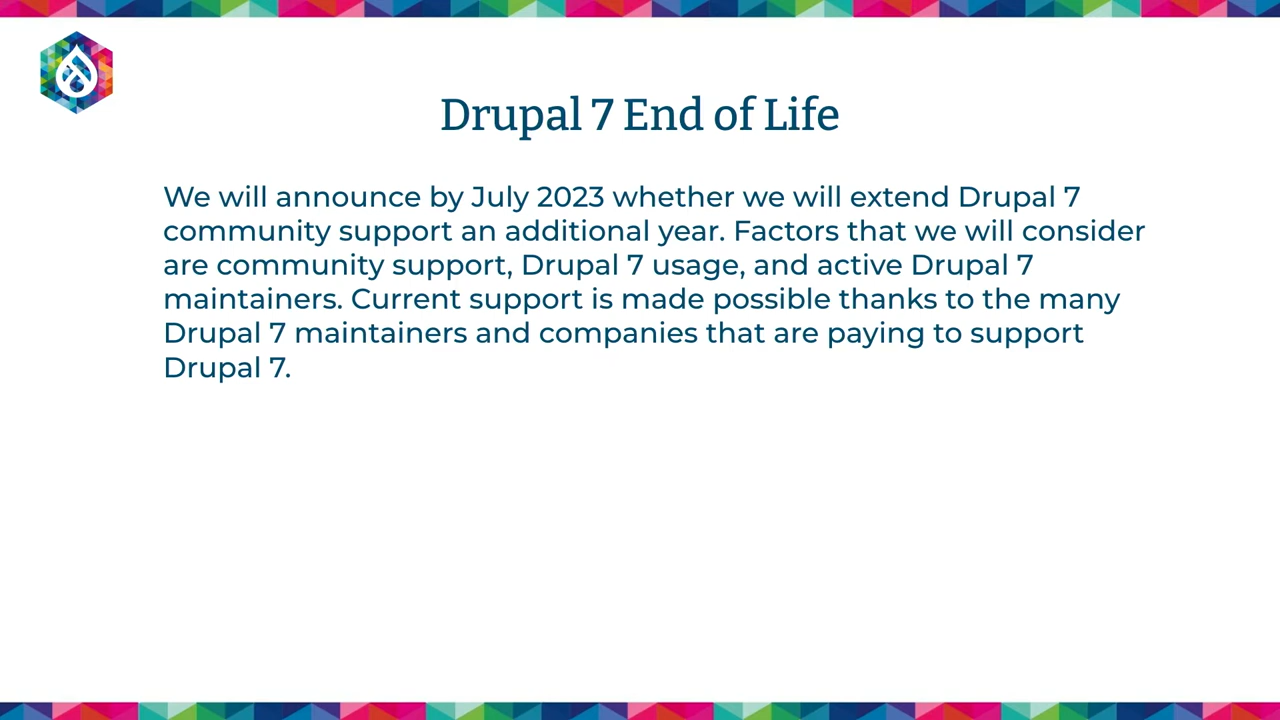 Drupal 7 End of Life
We will announce by July 2023 whether we will extend Drupal 7
community support an additional year. Factors that we will consider
are community support, Drupal 7 usage, and active Drupal 7
maintainers. Current support is made possible thanks to the many
Drupal 7 maintainers and companies that are paying to support
Drupal 7.